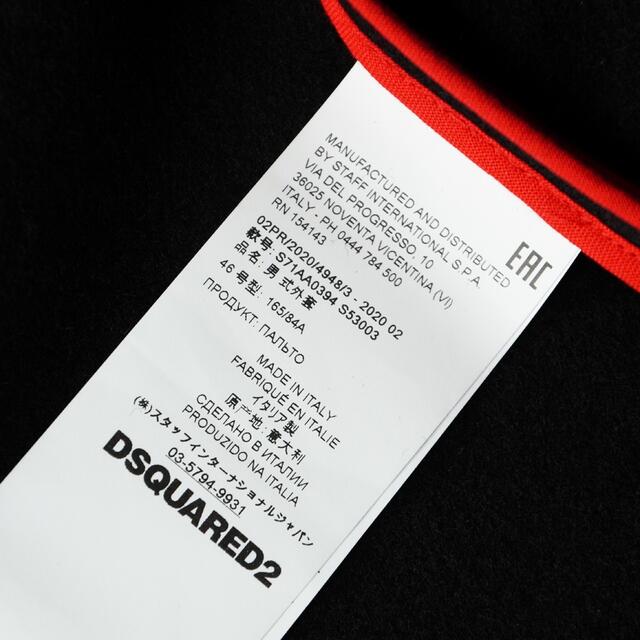 MANUFACTURED AND DISTRIBUTED
BY STAFF INTERNATIONAL S.P.A.
VIA DEL PROGRESSO, 10
36025 NOVENTA VICENTINA (VI)
ITALY . PH 0444 784 500
RN 154143
EAC
02PR/2020/4948/3 - 2020 02
款号: S71AA0394 S53003
品名: 男式外套
46 号型: 165/84A
ПРОДУКТ: ПАЛЬТО
MADE IN ITALY
FABRIQUÉ EN ITALIE
イタリア製
原产地: 意大利
СДЕЛАНО В ИТАЛИИ
PRODUZIDO NA ITALIA
(株)スタッフインターナショナルジャパン
03-5794-9931
DSQUARED2